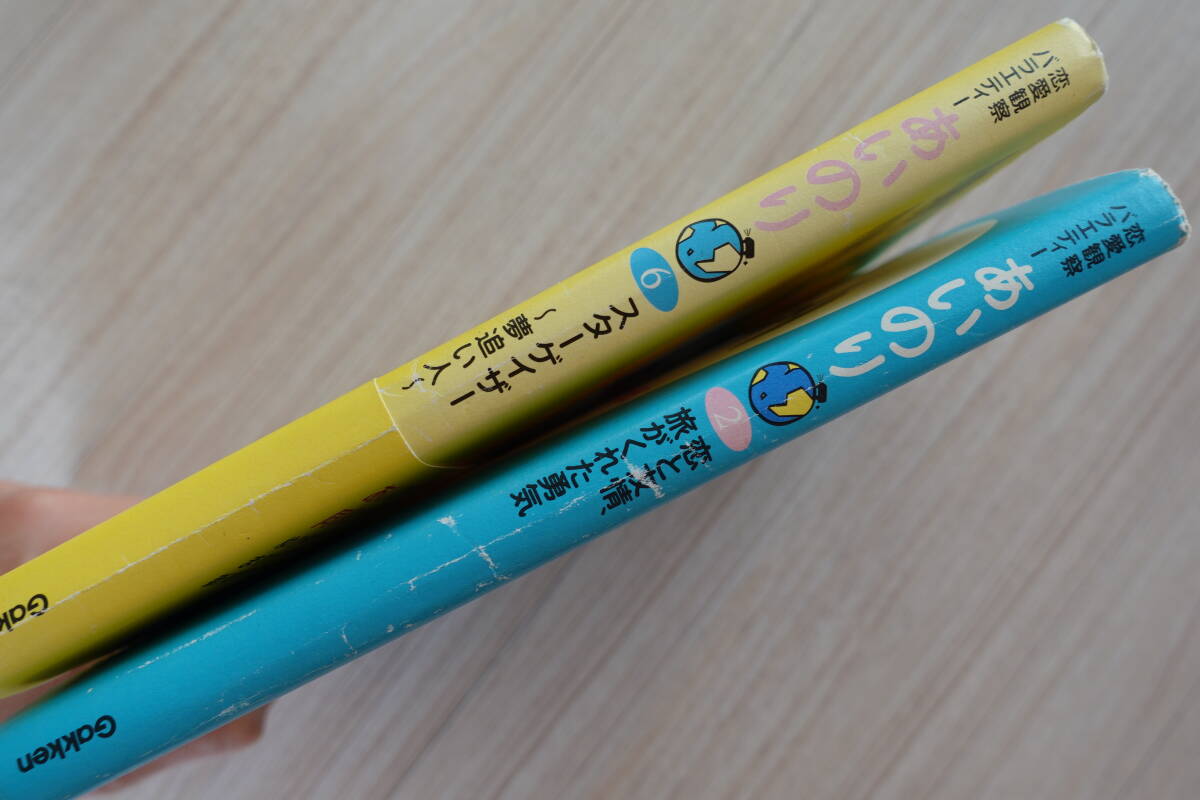 恋愛観察
バラエティー
あいのり
6
スターゲイザー
～夢追い人～
Gak
恋愛観察
バラエティー
あいのり
2
恋と友情、
旅がくれた勇気
Gakken